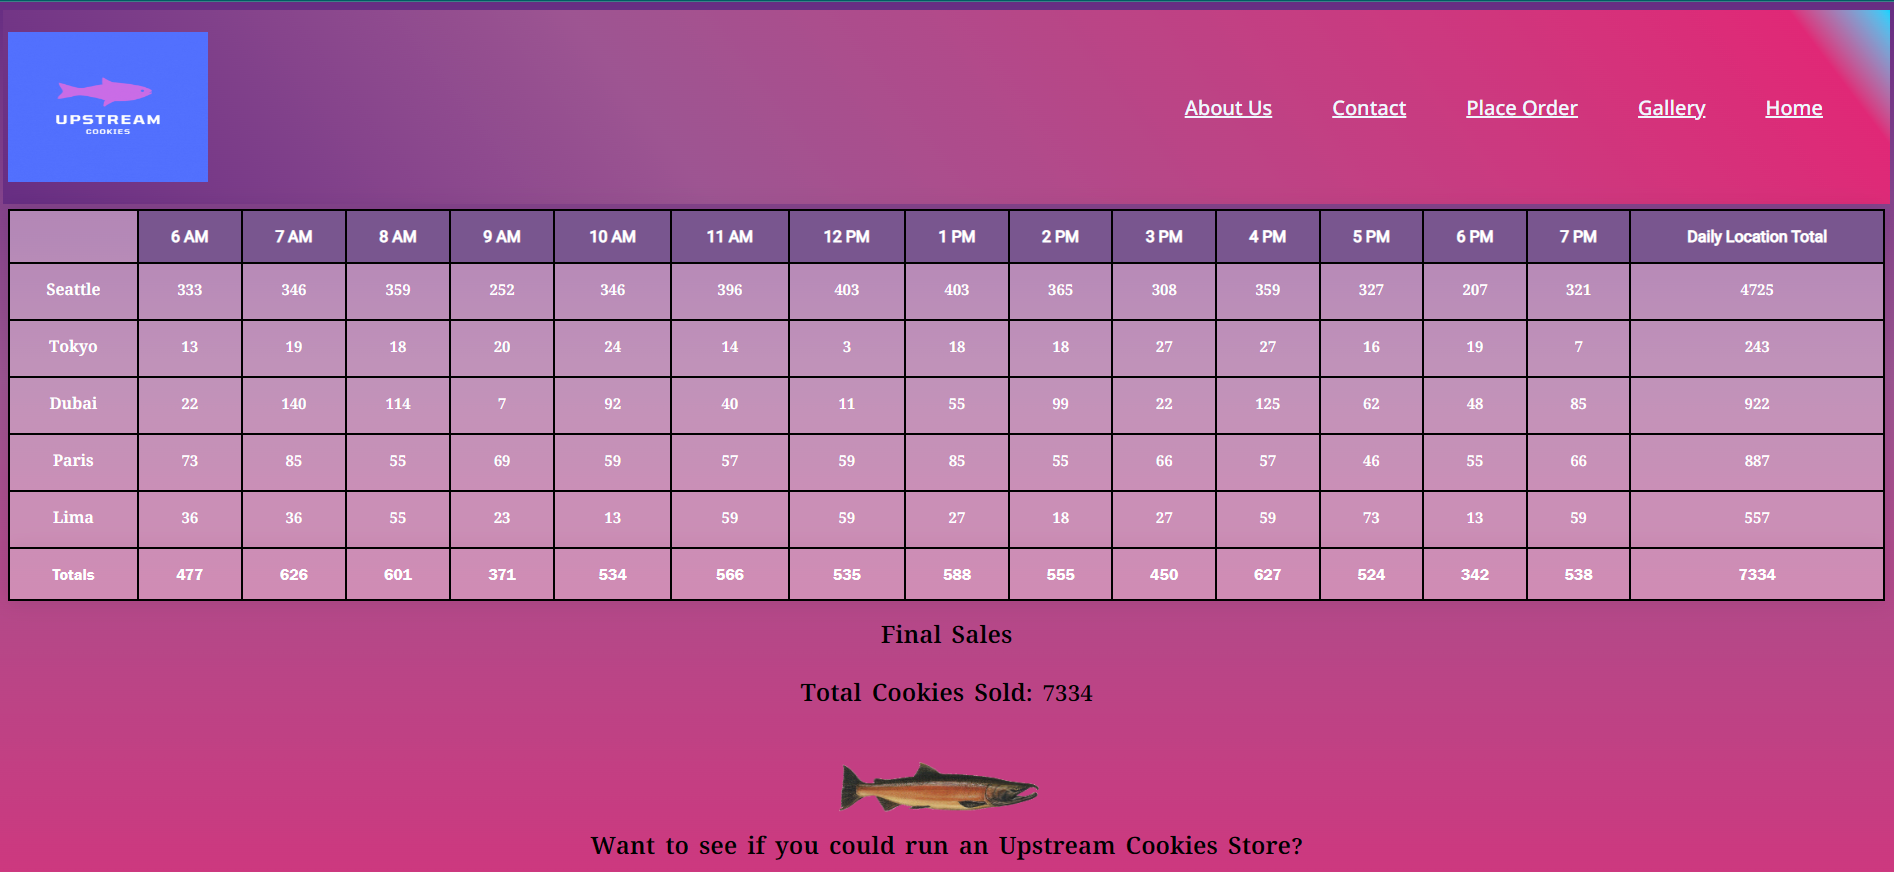 UPSTREAM
COOKIES
About Us Contact Place Order Gallery Home
6 AM 7 AM 8 AM 9 AM 10 AM 11 AM 12 PM 1 PM 2 PM 3 PM 4 PM 5 PM 6 PM 7 PM Daily Location Total
Seattle 333 346 359 252 346 396 403 403 365 308 359 327 207 321 4725
Tokyo 13 19 18 20 24 14 3 18 18 27 27 16 19 7 243
Dubai 22 140 114 7 92 40 11 55 99 22 125 62 48 85 922
Paris 73 85 55 69 59 57 59 85 55 66 57 46 55 66 887
Lima 36 36 55 23 13 59 59 27 18 27 59 73 13 59 557
Totals 477 626 601 371 534 566 535 588 555 450 627 524 342 538 7334
Final Sales
Total Cookies Sold: 7334
Want to see if you could run an Upstream Cookies Store?